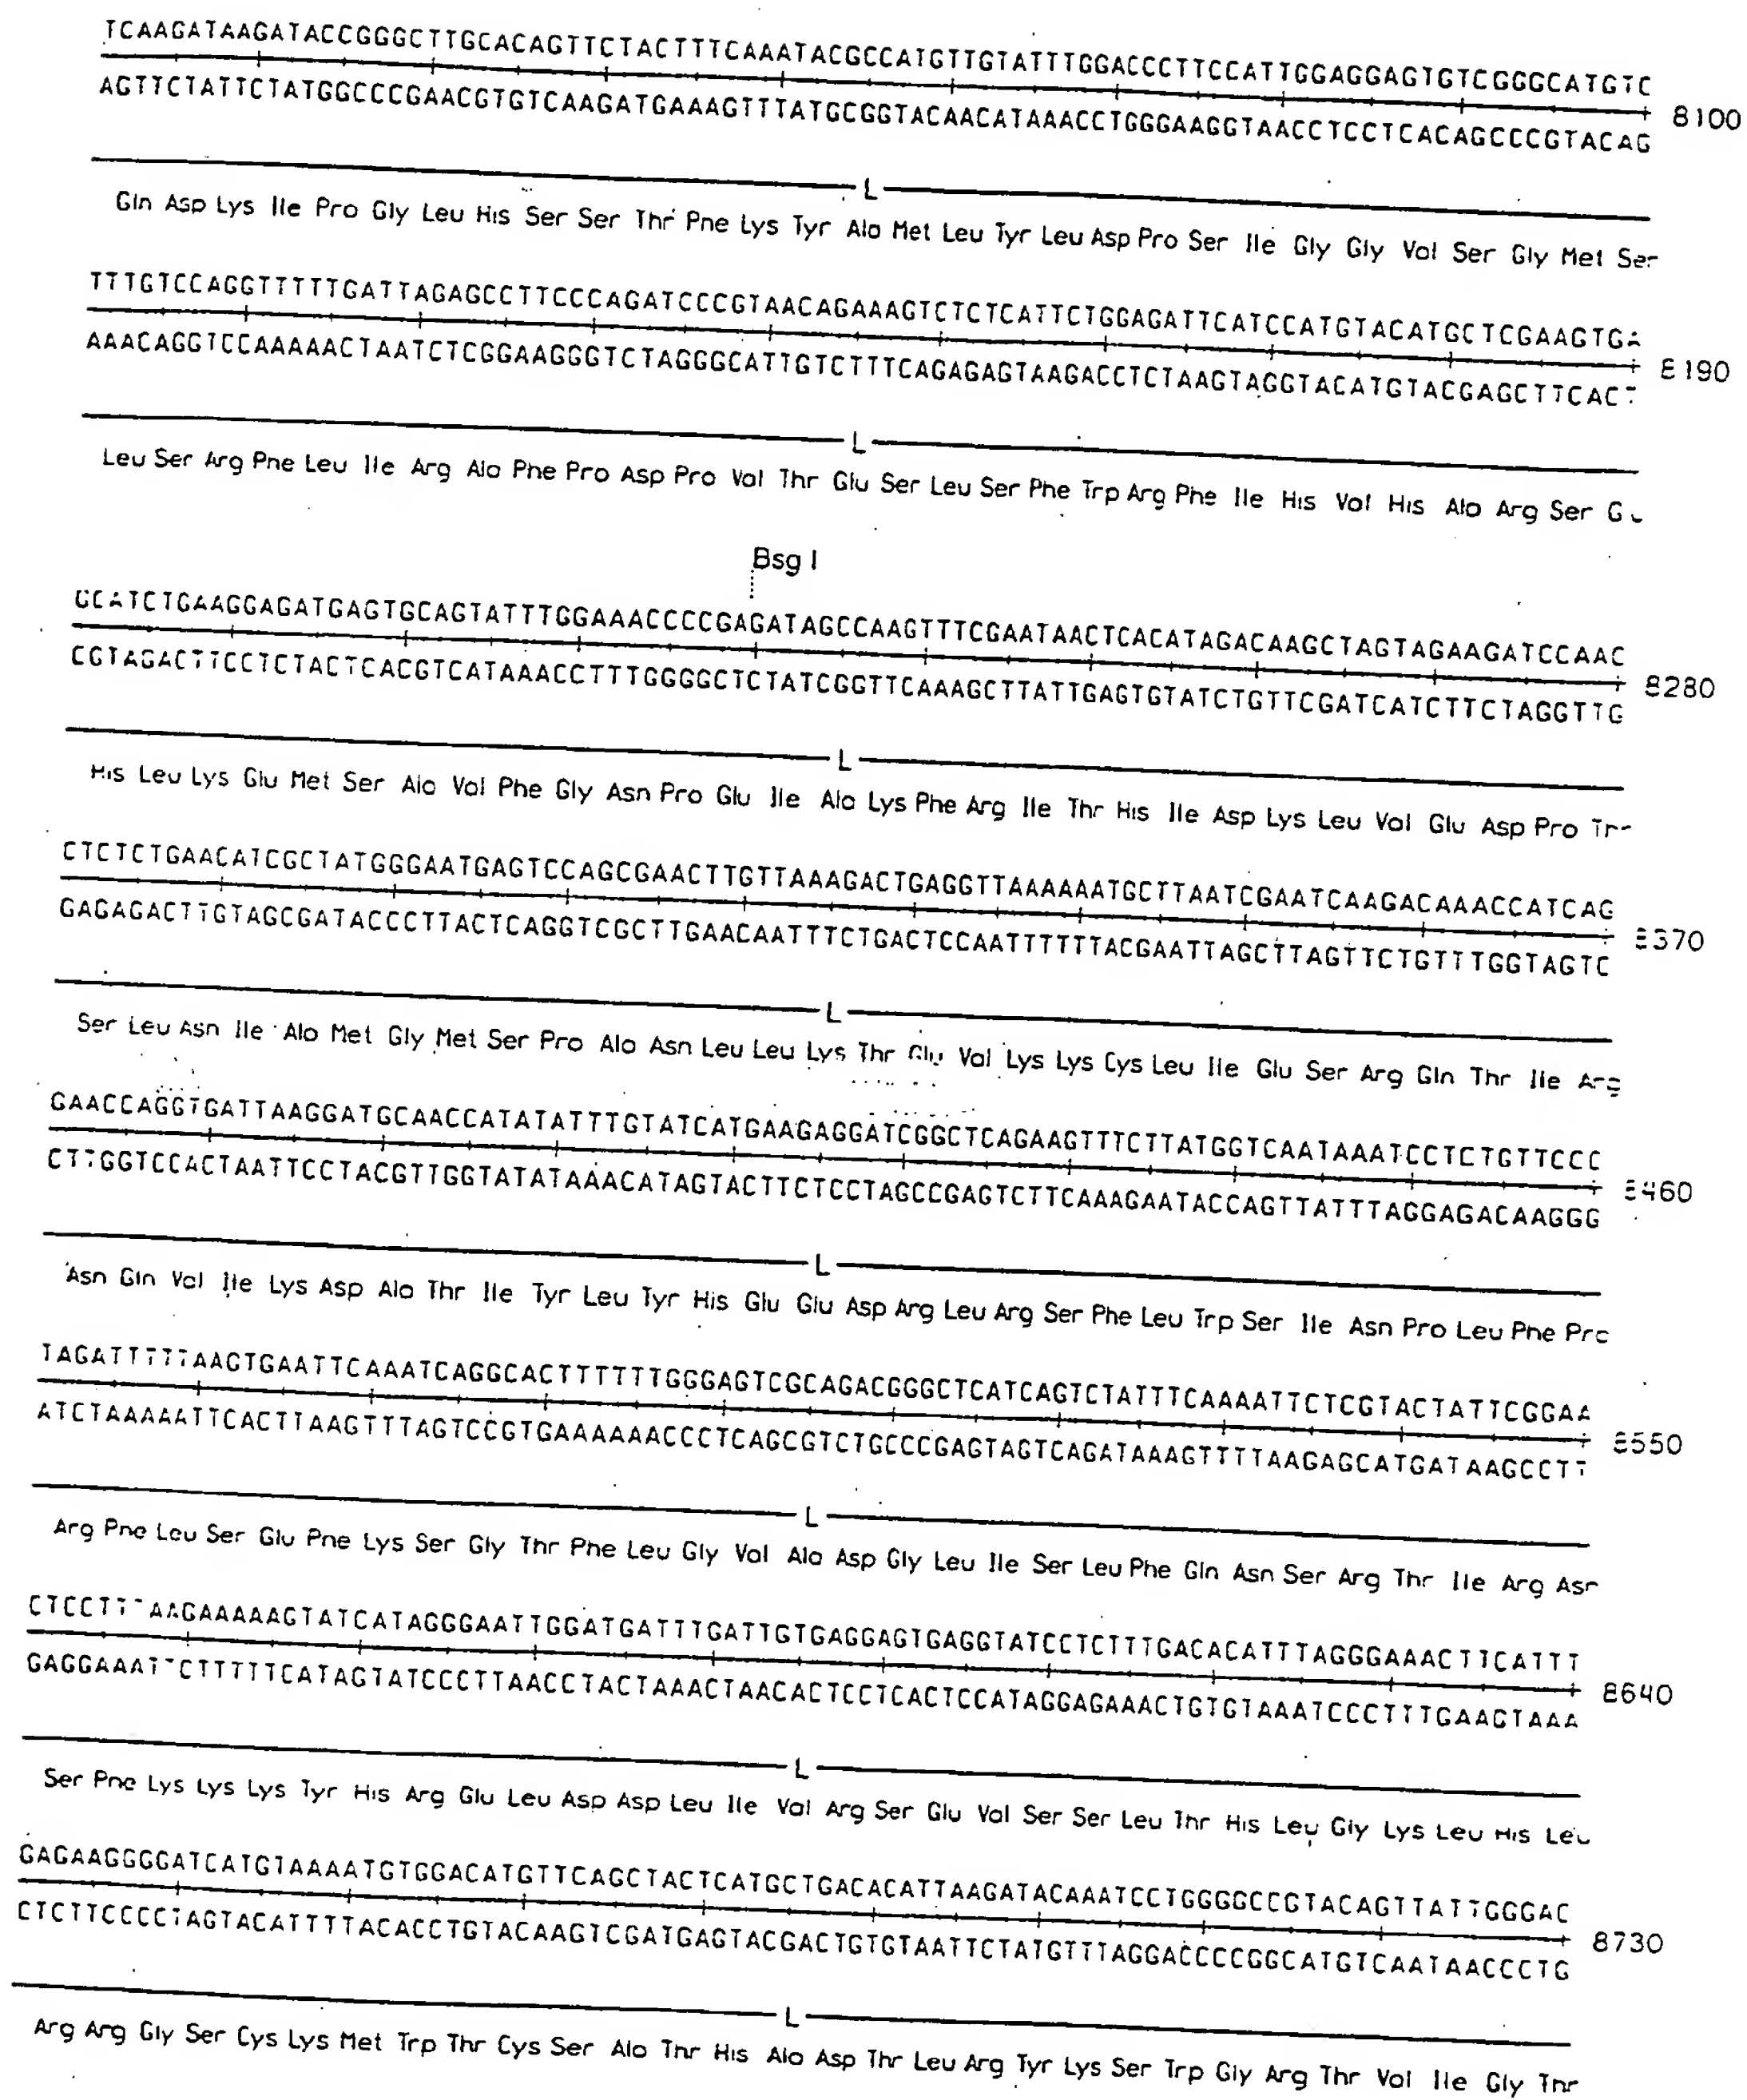 TCAAGATAAGATACCGGGCTTGCACAGTTCTACTTTCAAATACGCCATGTTGTATTTGGACCCTTCCATTGGAGGAGTGTCGGGCATGTC
8100
AGTTCTATTCTATGGCCCGAACGTGTCAAGATGAAAGTTTATGCGGTACAACATAAACCTGGGAAGGTAACCTCCTCACAGCCCGTACAG
L
Gln Asp Lys Ile Pro Gly Leu His Ser Ser Thr Phe Lys Tyr Ala Met Leu Tyr Leu Asp Pro Ser Ile Gly Gly Val Ser Gly Met Ser
TTTGTCCAGGTTTTTGATTAGAGCCTTCCCAGATCCCGTAACAGAAAGTCTCTCATTCTGGAGATTCATCCATGTACATGCTCGAAGTGA
8190
AAACAGGTCCAAAAACTAATCTCGGAAGGGTCTAGGGCATTGTCTTTCAGAGAGTAAGACCTCTAAGTAGGTACATGTACGAGCTTCACT
L
Leu Ser Arg Phe Leu Ile Arg Ala Phe Pro Asp Pro Val Thr Glu Ser Leu Ser Phe Trp Arg Phe Ile His Val His Ala Arg Ser
Bsg I
GCATCTGAAGGAGATGAGTGCAGTATTTGGAAACCCCGAGATAGCCAAGTTTCGAATAACTCACATAGACAAGCTAGTAGAAGATCCAAC
8280
CGTAGACTTCCTCTACTCACGTCATAAACCTTTGGGGCTCTATCGGTTCAAAGCTTATTGAGTGTATCTGTTCGATCATCTTCTAGGTTG
L
His Leu Lys Glu Met Ser Ala Val Phe Gly Asn Pro Glu Ile Ala Lys Phe Arg Ile Thr His Ile Asp Lys Leu Val Glu Asp Pro Thr
CTCTCTGAACATCGCTATGGGAATGAGTCCAGCGAACTTGTTAAAGACTGAGGTTAAAAAATGCTTAATCGAATCAAGACAAACCATCAG
8370
GAGAGACTTGTAGCGATACCCTTACTCAGGTCGCTTGAACAATTTCTGACTCCAATTTTTTACGAATTAGCTTAGTTCTGTTTGGTAGTC
L
Ser Leu Asn Ile Ala Met Gly Met Ser Pro Ala Asn Leu Leu Lys Thr Glu Val Lys Lys Cys Leu Ile Glu Ser Arg Gln Thr Ile Arg
GAACCAGGTGATTAAGGATGCAACCATATATTTGTATCATGAAGAGGATCGGCTCAGAAGTTTCTTATGGTCAATAAATCCTCTGTTCCC
8460
CTTGGTCCACTAATTCCTACGTTGGTATATAAACATAGTACTTCTCCTAGCCGAGTCTTCAAAGAATACCAGTTATTTAGGAGACAAGGG
L
Asn Gln Val Ile Lys Asp Ala Thr Ile Tyr Leu Tyr His Glu Glu Asp Arg Leu Arg Ser Phe Leu Trp Ser Ile Asn Pro Leu Phe Pro
TAGATTTTTAAGTGAATTCAAATCAGGCACTTTTTTGGGAGTCGCAGACGGGCTCATCAGTCTATTTCAAAATTCTCGTACTATTCGGAA
8550
ATCTAAAAATTCACTTAAGTTTAGTCCGTGAAAAAACCCTCAGCGTCTGCCCGAGTAGTCAGATAAAGTTTTAAGAGCATGATAAGCCTT
L
Arg Phe Leu Ser Glu Phe Lys Ser Gly Thr Phe Leu Gly Val Ala Asp Gly Leu Ile Ser Leu Phe Gln Asn Ser Arg Thr Ile Arg Asn
CTCCTTTAAGAAAAAGTATCATAGGGAATTGGATGATTTGATTGTGAGGAGTGAGGTATCCTCTTTGACACATTTAGGGAAACTTCATTT
8640
GAGGAAATTCTTTTTCATAGTATCCCTTAACCTACTAAACTAACACTCCTCACTCCATAGGAGAAACTGTGTAAATCCCTTTGAAGTAAA
L
Ser Phe Lys Lys Lys Tyr His Arg Glu Leu Asp Asp Leu Ile Val Arg Ser Glu Val Ser Ser Leu Thr His Leu Gly Lys Leu His Leu
GAGAAGGGGATCATGTAAAATGTGGACATGTTCAGCTACTCATGCTGACACATTAAGATACAAATCCTGGGGCCGTACAGTTATTGGGAC
8730
CTCTTCCCCTAGTACATTTTACACCTGTACAAGTCGATGAGTACGACTGTGTAATTCTATGTTTAGGACCCCGGCATGTCAATAACCCTG
L
Arg Arg Gly Ser Cys Lys Met Trp Thr Cys Ser Ala Thr His Ala Asp Thr Leu Arg Tyr Lys Ser Trp Gly Arg Thr Val Ile Gly Thr